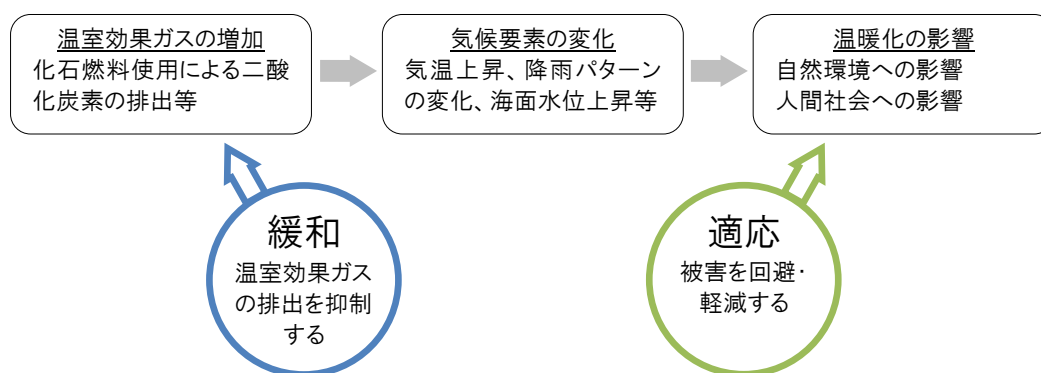 温室効果ガスの増加
化石燃料使用による二酸
化炭素の排出等
気候要素の変化
気温上昇、降雨パターン
の変化、海面水位上昇等
温暖化の影響
自然環境への影響
人間社会への影響
緩和
温室効果ガス
の排出を抑制
する
適応
被害を回避・
軽減する